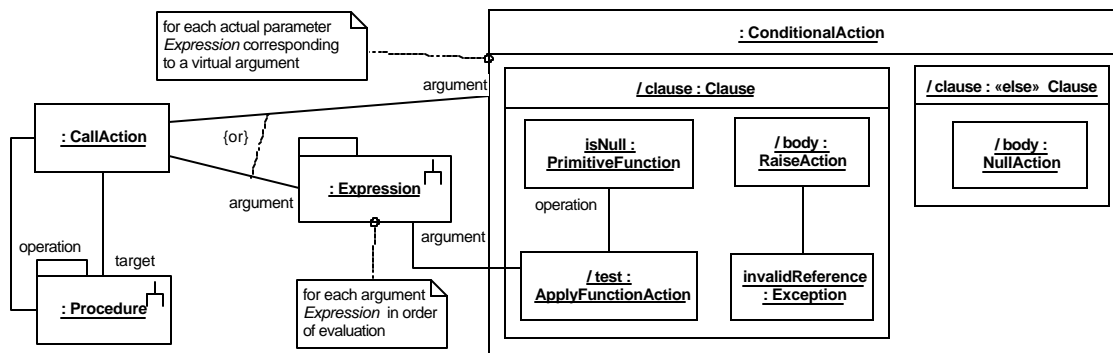 for each actual parameter
Expression corresponding
to a virtual argument
: ConditionalAction
argument
/ clause : Clause
/ clause : «else» Clause
: CallAction
{or}
isNull :
PrimitiveFunction
/ body :
RaiseAction
/ body :
NullAction
: Expression
argument
operation
argument
operation
target
/ test :
ApplyFunctionAction
invalidReference
: Exception
: Procedure
for each argument
Expression in order
of evaluation